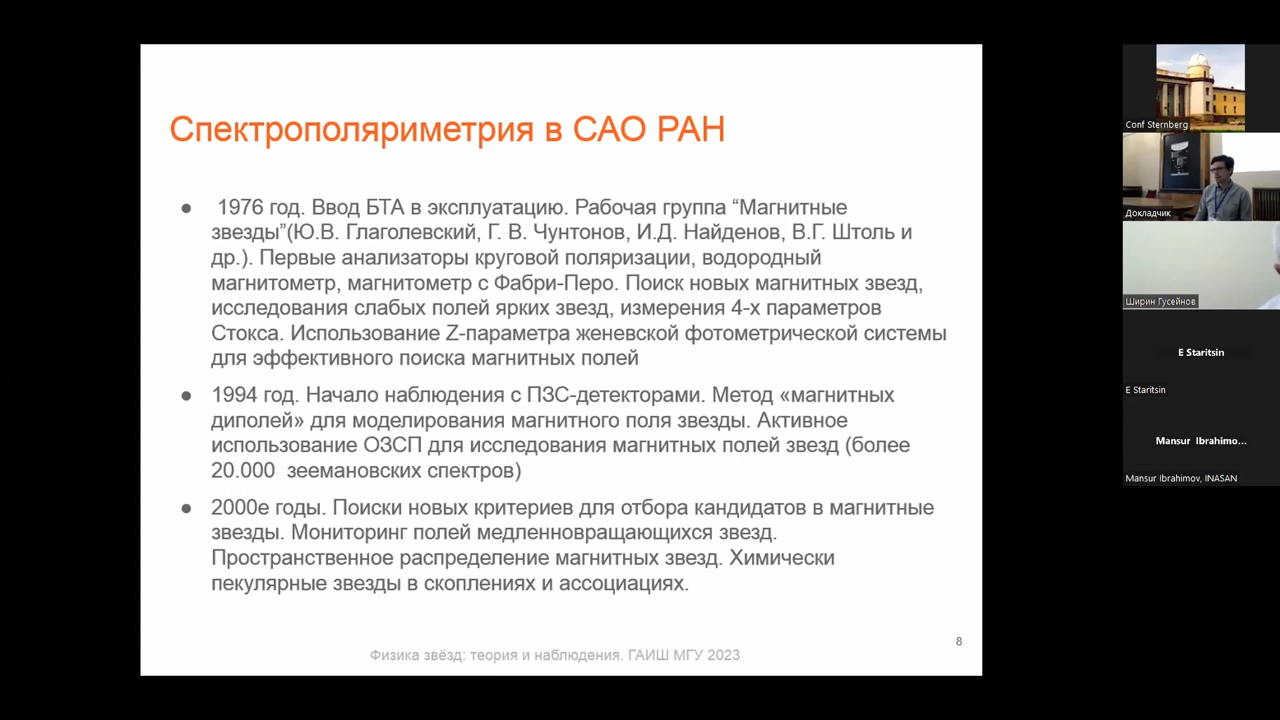 Спектрополяриметрия в САО РАН
● 1976 год. Ввод БТА в эксплуатацию. Рабочая группа “Магнитные
звезды”(Ю.В. Глаголевский, Г. В. Чунтонов, И.Д. Найденов, В.Г. Штоль и
др.). Первые анализаторы круговой поляризации, водородный
магнитометр, магнитометр с Фабри-Перо. Поиск новых магнитных звезд,
исследования слабых полей ярких звезд, измерения 4-х параметров
Стокса. Использование Z-параметра женевской фотометрической системы
для эффективного поиска магнитных полей
● 1994 год. Начало наблюдения с ПЗС-детекторами. Метод «магнитных
диполей» для моделирования магнитного поля звезды. Активное
использование ОЗСП для исследования магнитных полей звезд (более
20.000 зеемановских спектров)
● 2000е годы. Поиски новых критериев для отбора кандидатов в магнитные
звезды. Мониторинг полей медленновращающихся звезд.
Пространственное распределение магнитных звезд. Химически
пекулярные звезды в скоплениях и ассоциациях.
8
Физика звёзд: теория и наблюдения. ГАИШ МГУ 2023
Conf Sternberg
Докладчик
Ширин Гусейнов
E Staritsin
E Staritsin
Mansur Ibrahimo...
Mansur Ibrahimov, INASAN